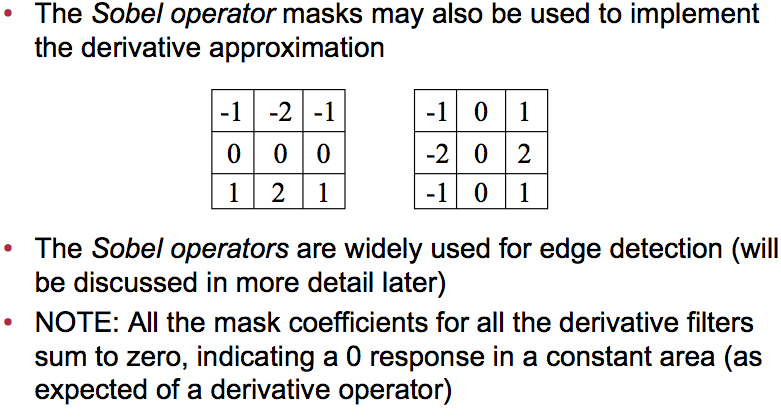 • The Sobel operator masks may also be used to implement
the derivative approximation
-1 -2 -1 -1 0 1
0 0 0 -2 0 2
1 2 1 -1 0 1
• The Sobel operators are widely used for edge detection (will
be discussed in more detail later)
• NOTE: All the mask coefficients for all the derivative filters
sum to zero, indicating a 0 response in a constant area (as
expected of a derivative operator)